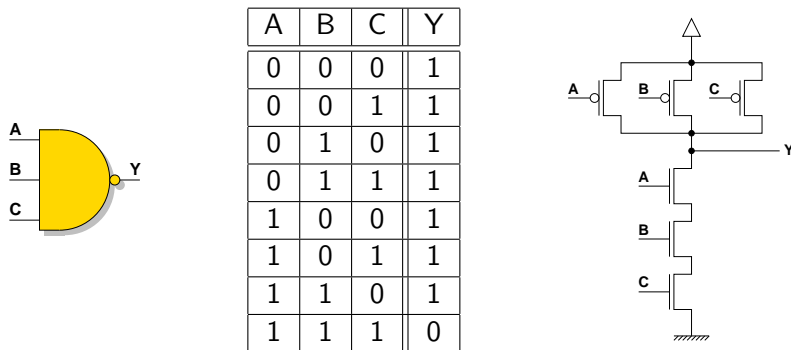 A
B
C
Y
A B C Y
0 0 0 1
0 0 1 1
0 1 0 1
0 1 1 1
1 0 0 1
1 0 1 1
1 1 0 1
1 1 1 0
A B C
Y
A
B
C